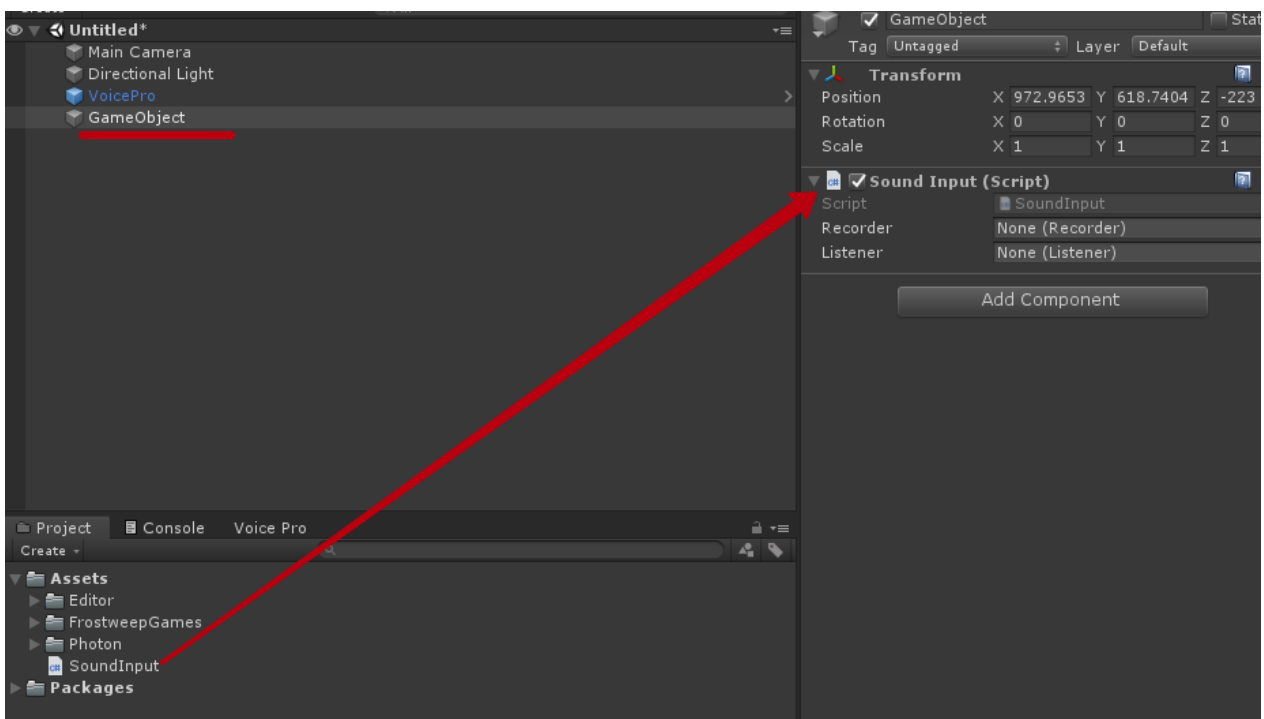 Untitled*
Main Camera
Directional Light
VoicePro
GameObject
Project
Console
Voice Pro
Create
Assets
Editor
FrostweepGames
Photon
SoundInput
Packages
GameObject
Tag Untagged Layer Default
Transform
Position X 972.9653 Y 618.7404 Z -223
Rotation X 0 Y 0 Z 0
Scale X 1 Y 1 Z 1
Sound Input (Script)
Script SoundInput
Recorder None (Recorder)
Listener None (Listener)
Add Component